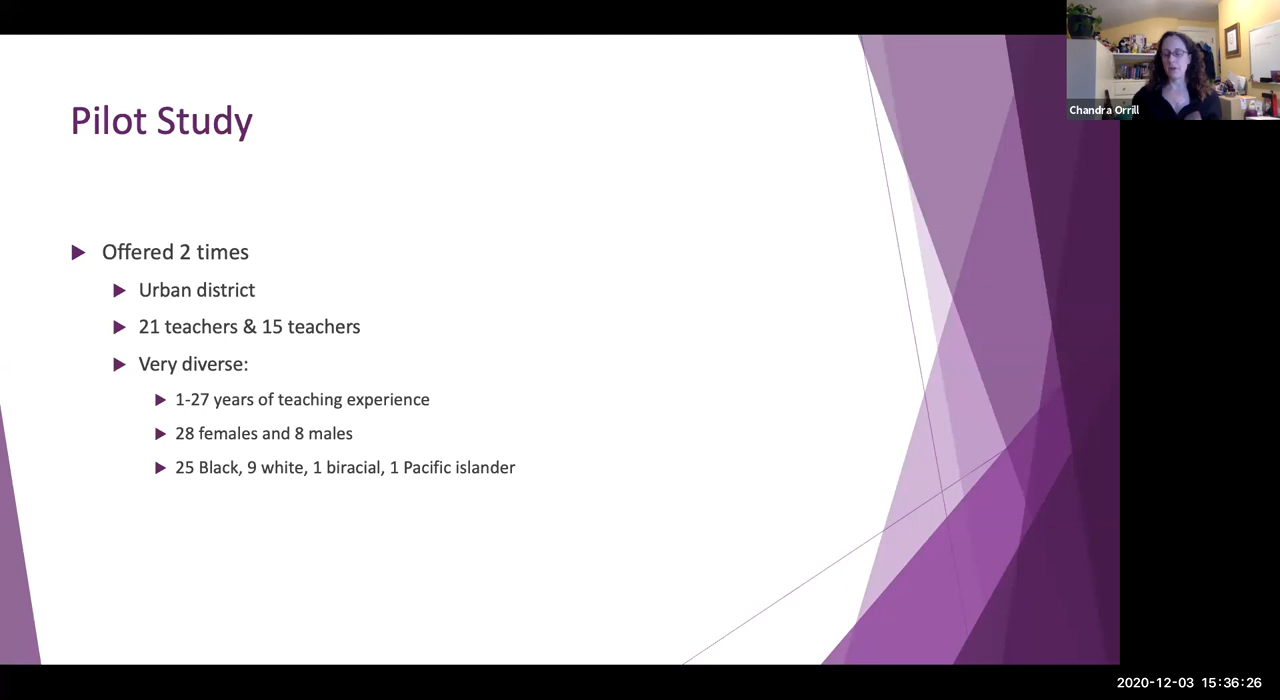 Pilot Study
Offered 2 times
Urban district
21 teachers & 15 teachers
Very diverse:
1-27 years of teaching experience
28 females and 8 males
25 Black, 9 white, 1 biracial, 1 Pacific islander
Chandra Orrill
2020-12-03 15:36:26